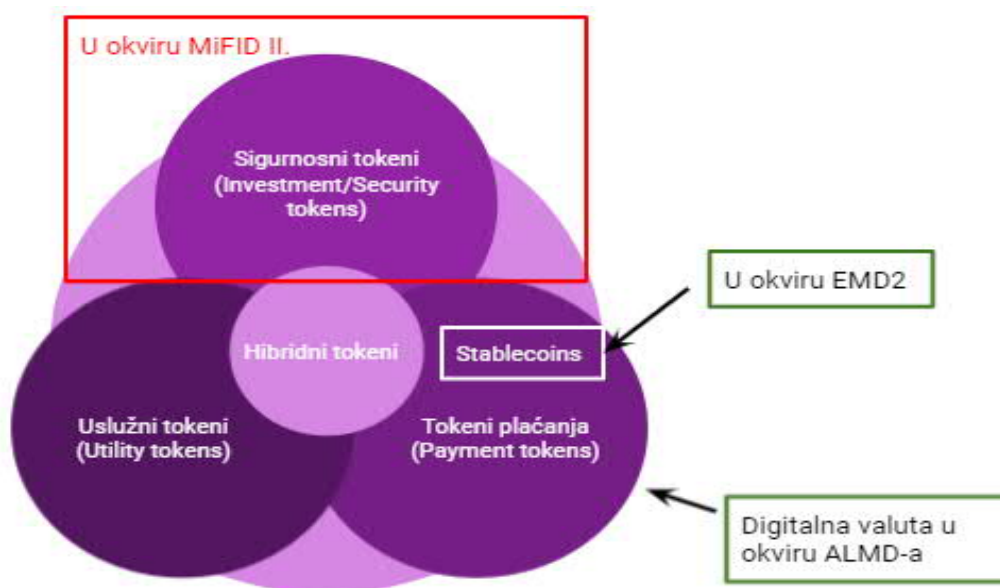 U okviru MiFID II.
Sigurnosni tokeni
(Investment/Security
tokens)
U okviru EMD2
Hibridni tokeni
Stablecoins
Uslužni tokeni
(Utility tokens)
Tokeni plaćanja
(Payment tokens)
Digitalna valuta u
okviru ALMD-a